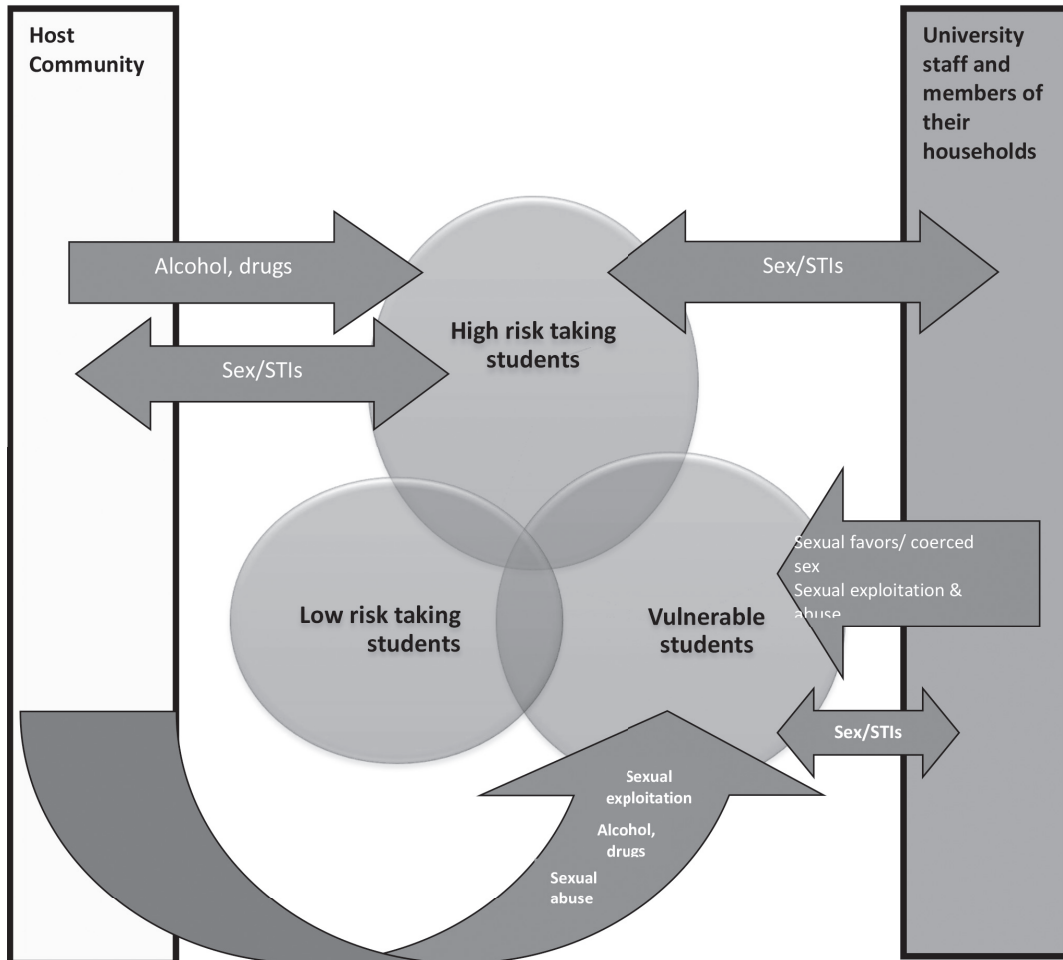 Host
Community
University
staff and
members of
their
households
Alcohol, drugs
Sex/STIs
Sex/STIs
High risk taking
students
Sexual favors/ coerced
sex
Sexual exploitation &
abuse
Low risk taking
students
Vulnerable
students
Sex/STIs
Sexual
exploitation
Alcohol,
drugs
Sexual
abuse